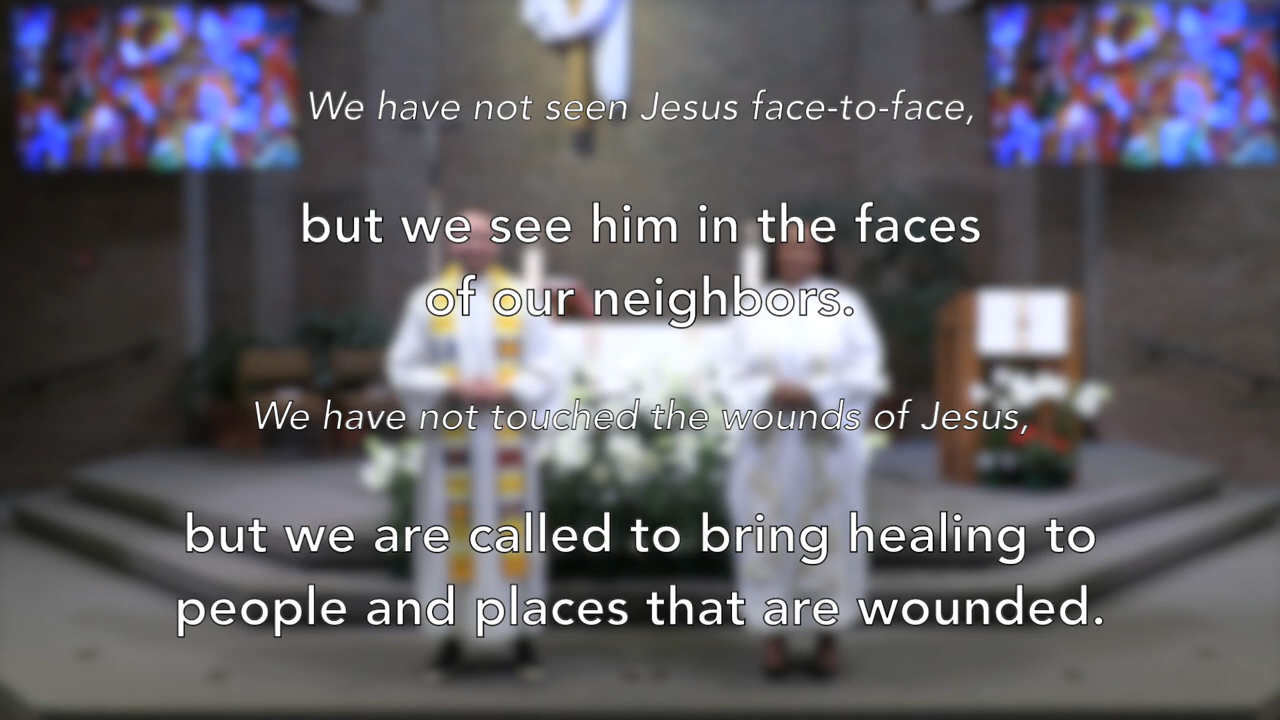 We have not seen Jesus face-to-face,
but we see him in the faces
of our neighbors.
We have not touched the wounds of Jesus,
but we are called to bring healing to
people and places that are wounded.